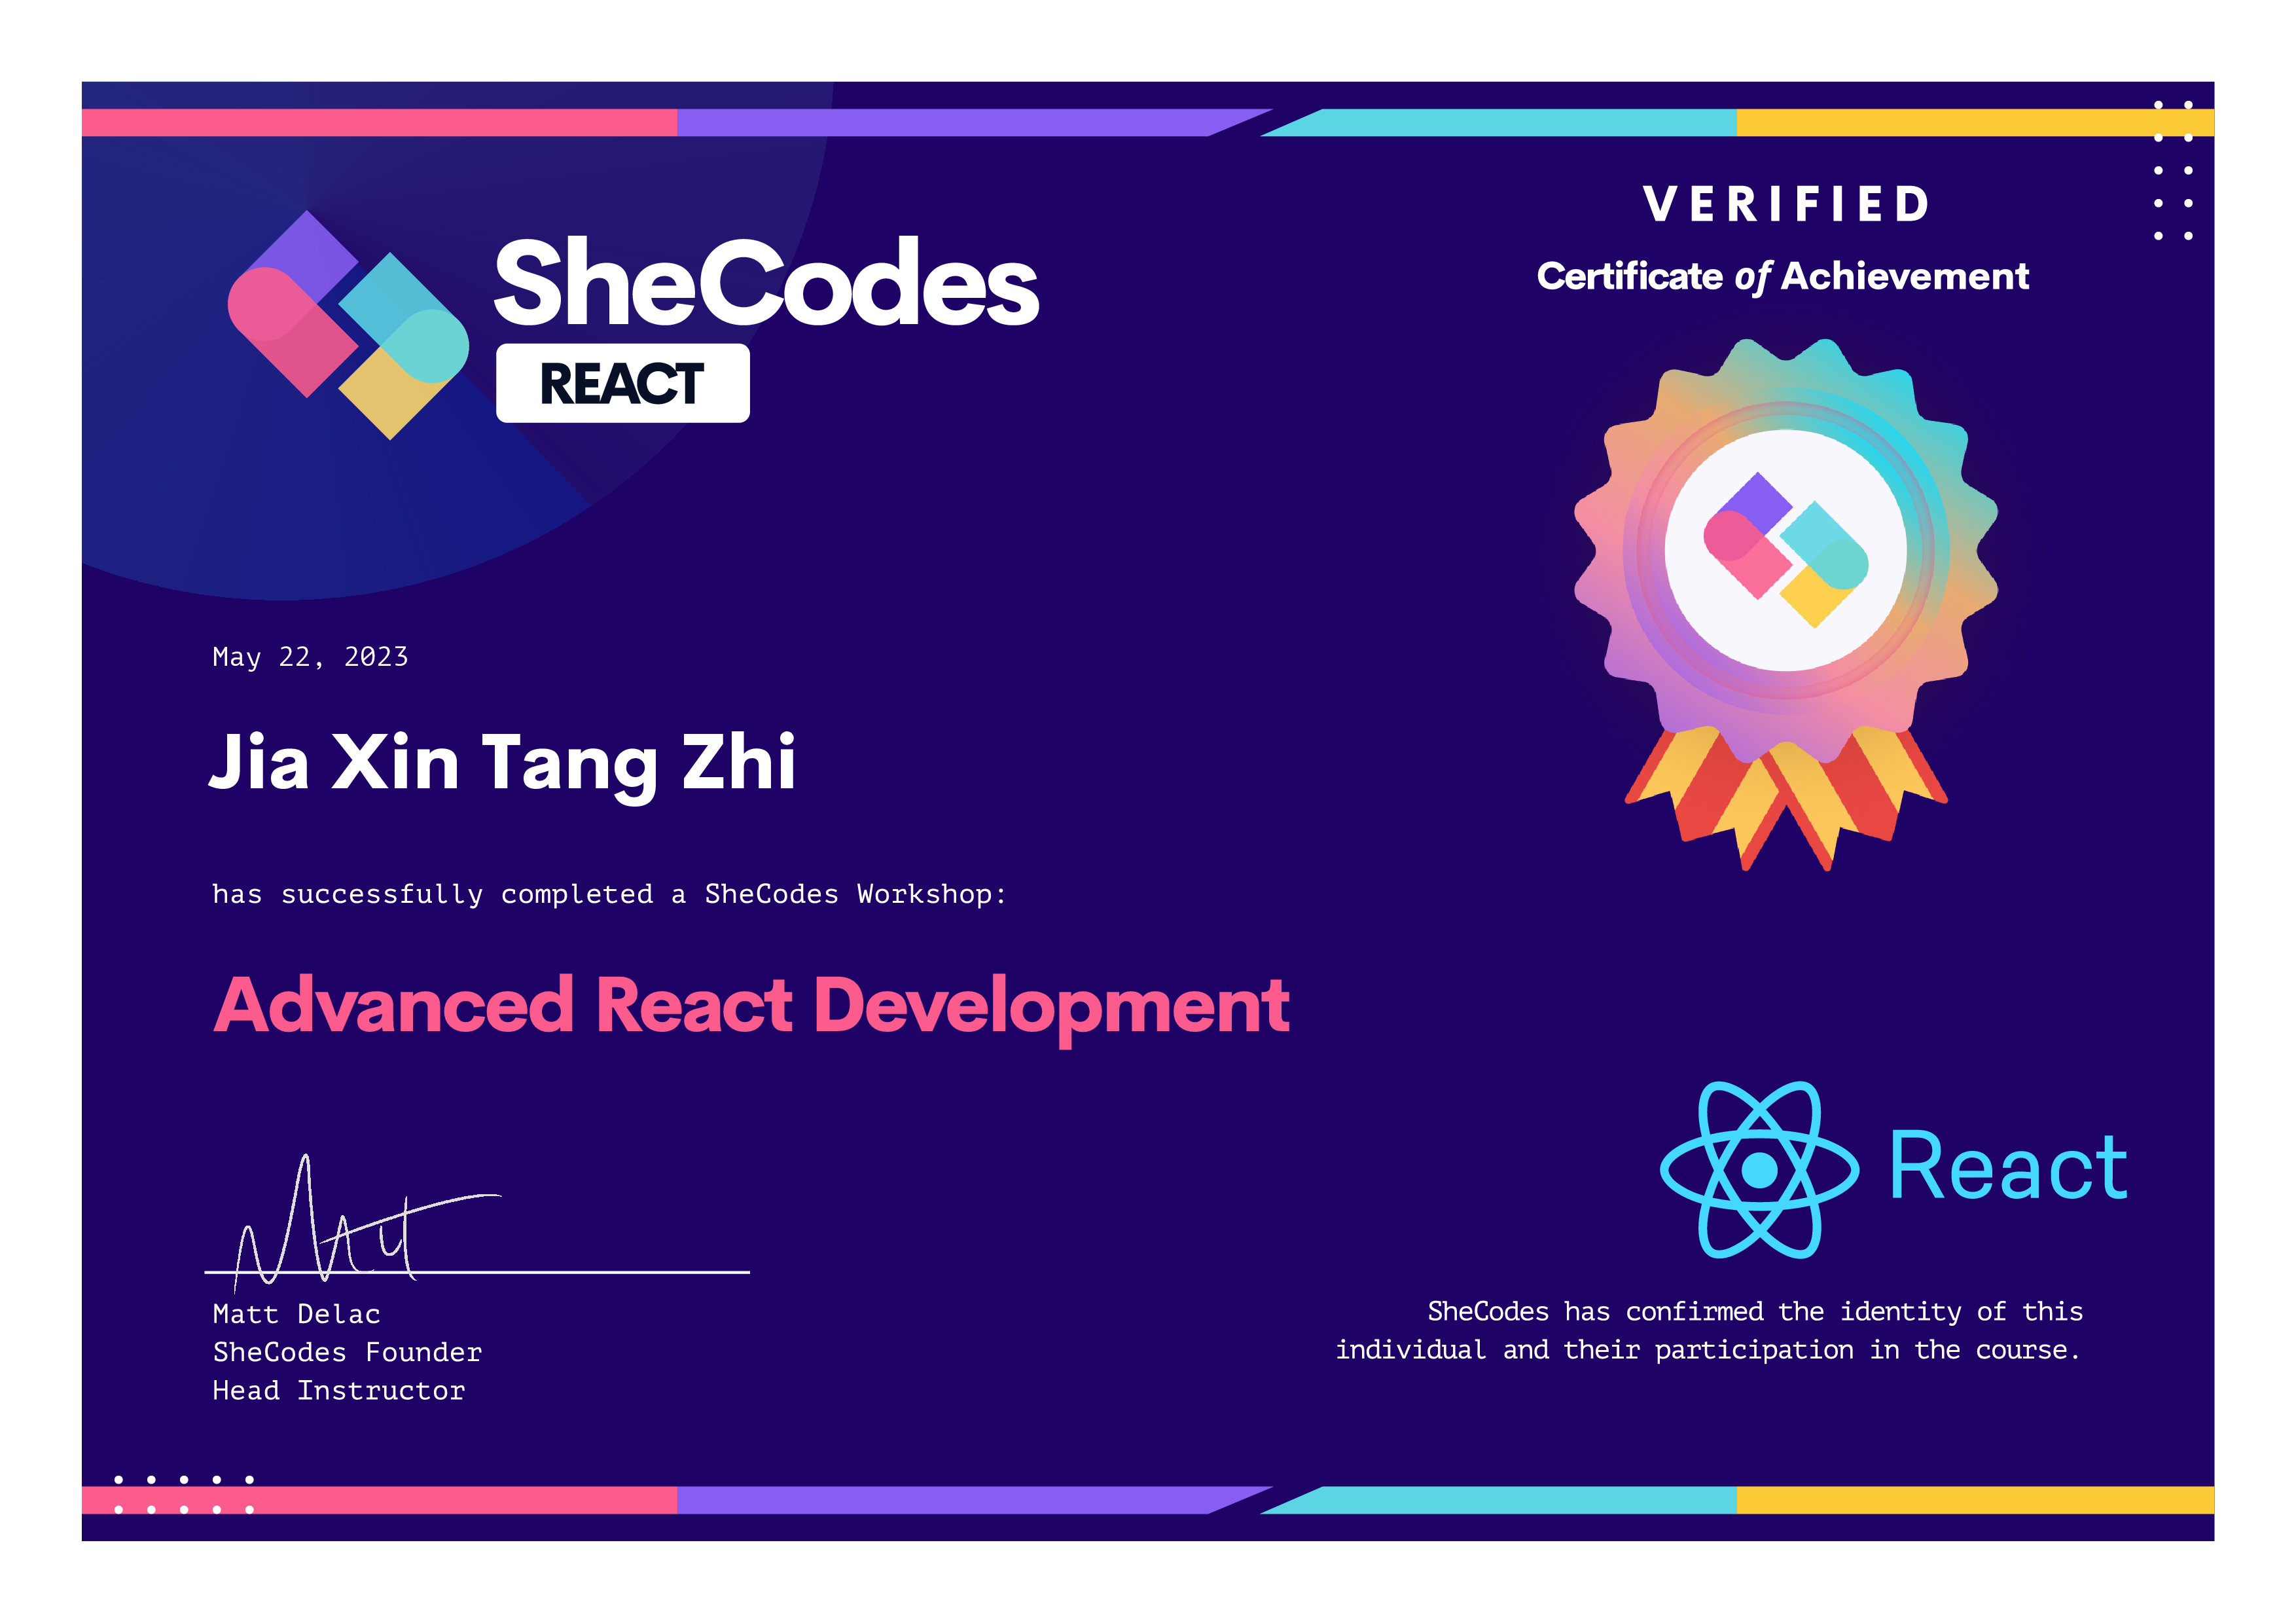 SheCodes
REACT
VERIFIED
Certificate of Achievement
May 22, 2023
Jia Xin Tang Zhi
has successfully completed a SheCodes Workshop:
Advanced React Development
React
Matt Delac
SheCodes Founder
Head Instructor
SheCodes has confirmed the identity of this
individual and their participation in the course.